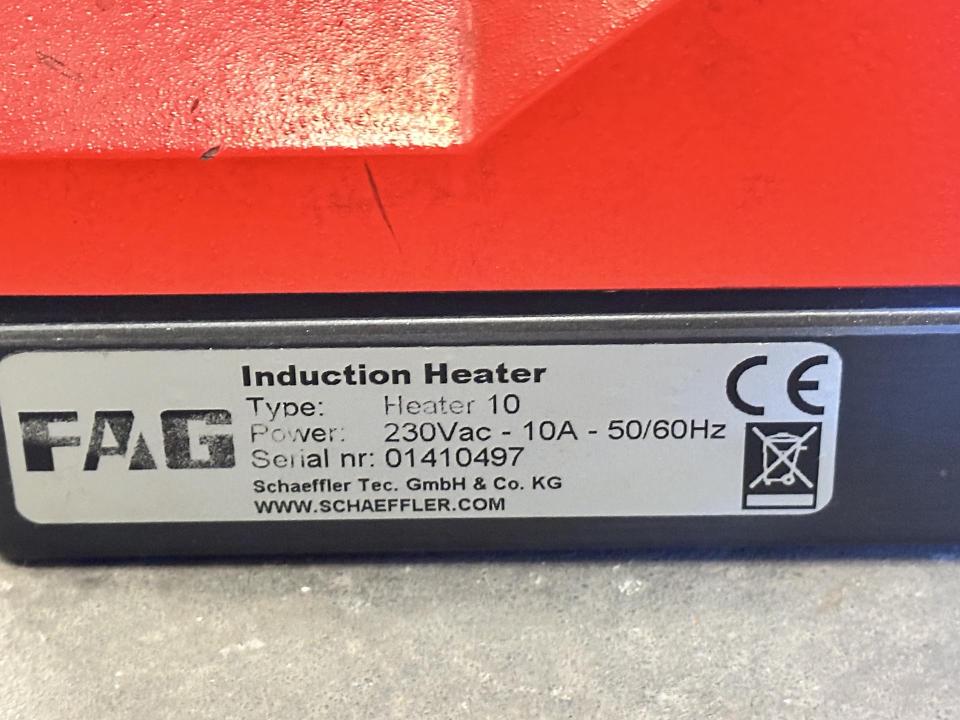 Induction Heater
FAG
Type: Heater 10
Power: 230Vac - 10A - 50/60Hz
Serial nr: 01410497
Schaeffler Tec. GmbH & Co. KG
WWW.SCHAEFFLER.COM
CE